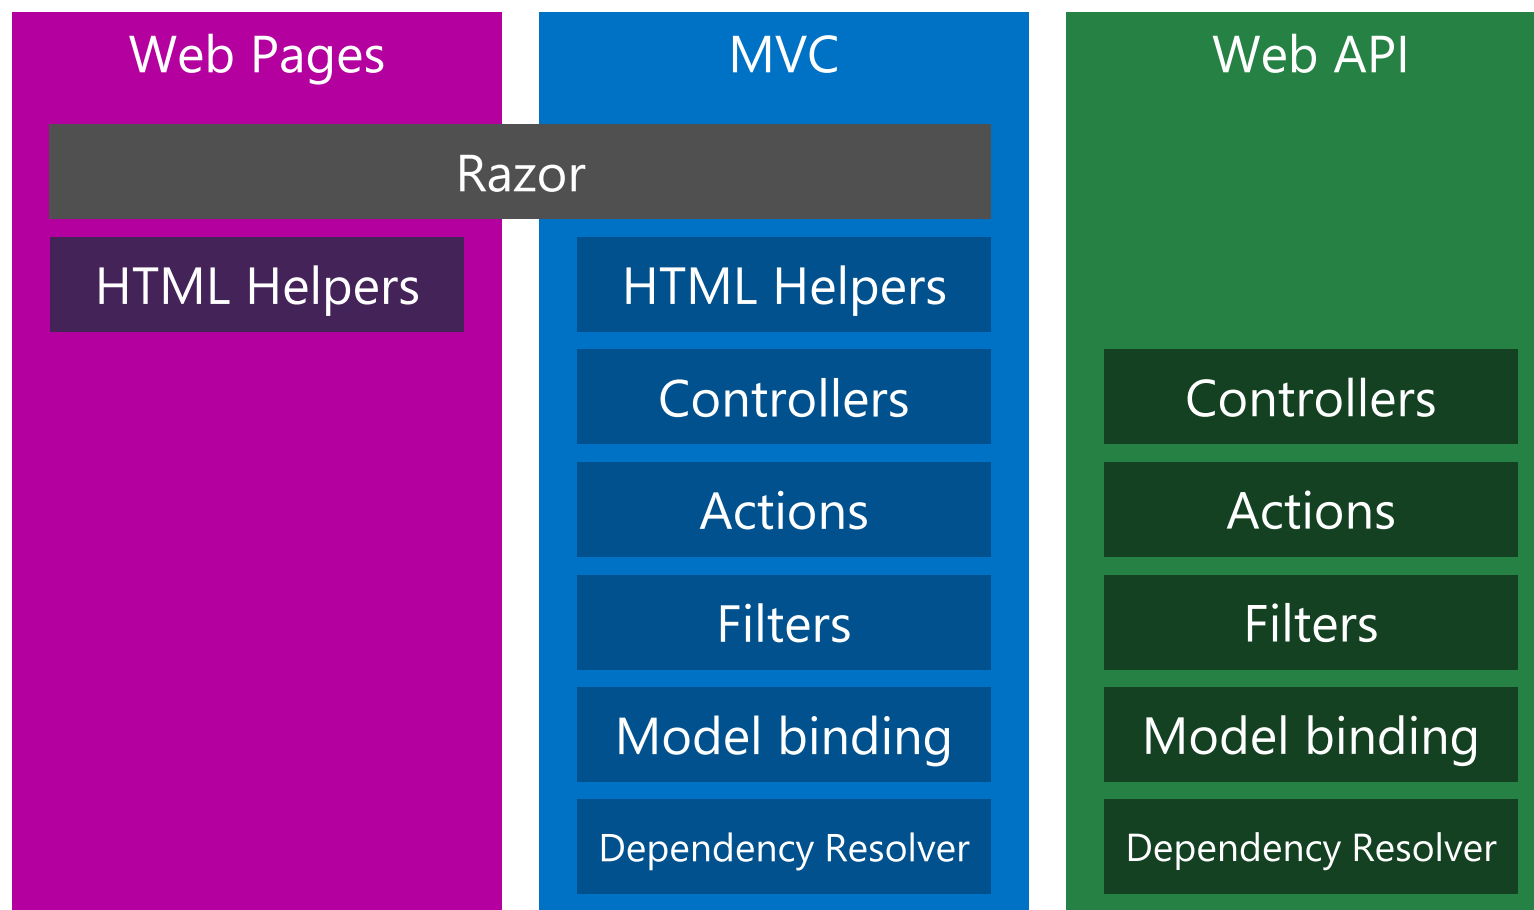 Web Pages
MVC
Web API
Razor
HTML Helpers
HTML Helpers
Controllers
Controllers
Actions
Actions
Filters
Filters
Model binding
Model binding
Dependency Resolver
Dependency Resolver